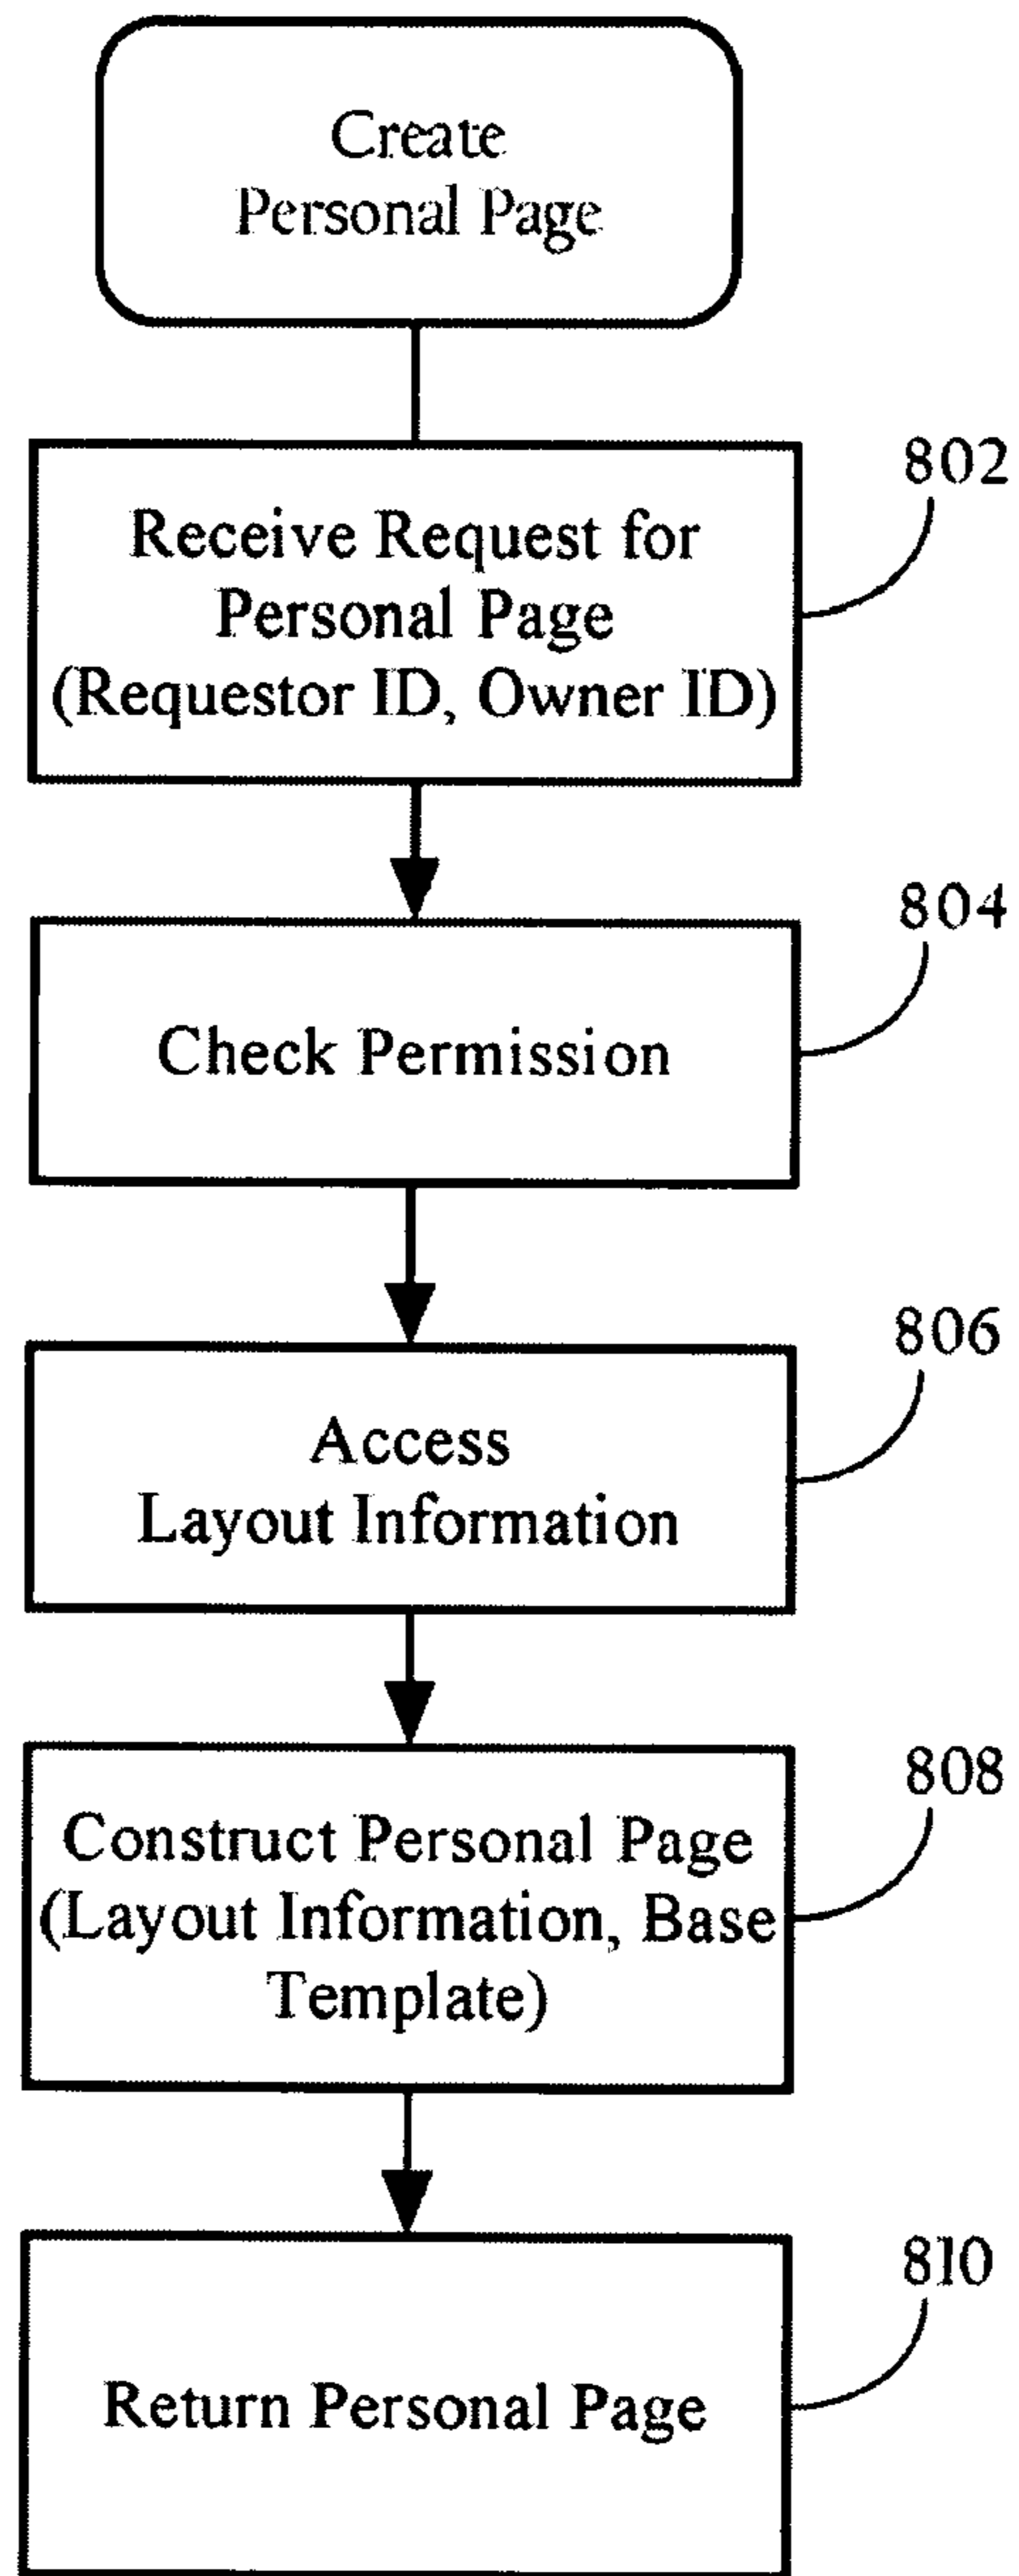 Create
Personal Page
802
Receive Request for
Personal Page
(Requestor ID, Owner ID)
804
Check Permission
806
Access
Layout Information
808
Construct Personal Page
(Layout Information, Base
Template)
810
Return Personal Page